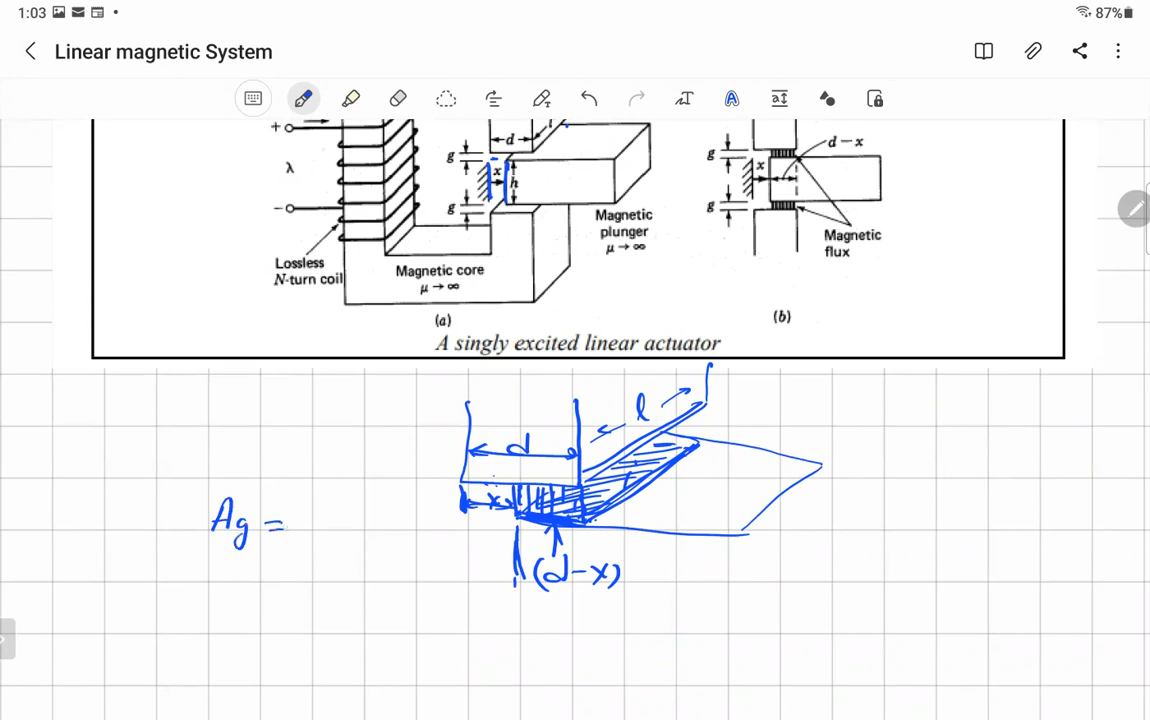 1:03
87%
Linear magnetic System
+
λ
−
g
d
l
x
h
g
Lossless
N-turn coil
Magnetic core
μ → ∞
Magnetic
plunger
μ → ∞
(a)
g
d − x
x
g
Magnetic
flux
(b)
A singly excited linear actuator
d
l
x
Ag =
(d-x)